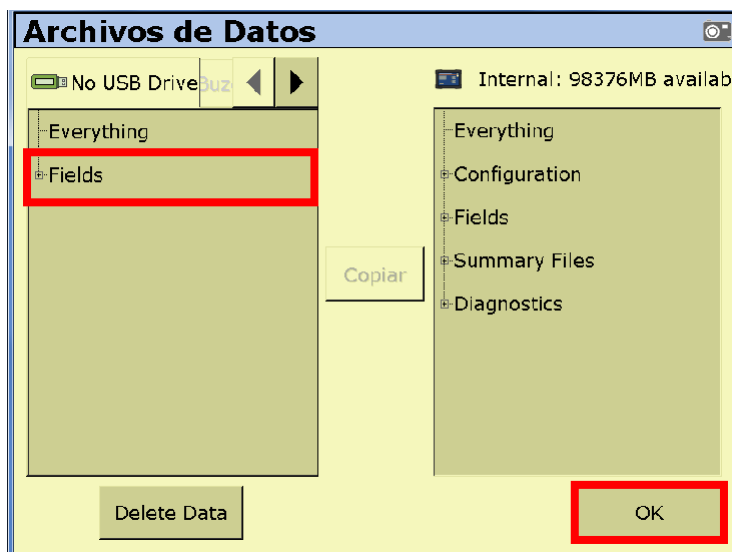 Archivos de Datos
No USB Drive Buz
Internal: 98376MB availab
Everything
Fields
Everything
Configuration
Fields
Summary Files
Diagnostics
Copiar
Delete Data
OK